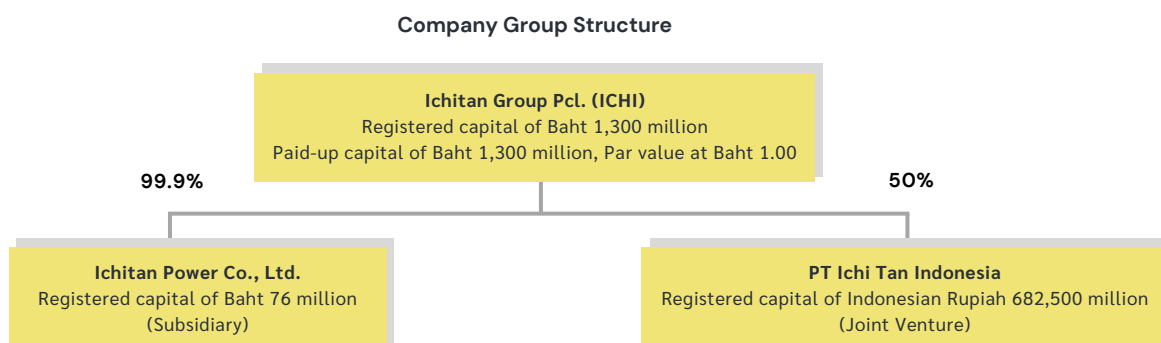 Company Group Structure
Ichitan Group Pcl. (ICHI)
Registered capital of Baht 1,300 million
Paid-up capital of Baht 1,300 million, Par value at Baht 1.00
99.9%
50%
Ichitan Power Co., Ltd.
Registered capital of Baht 76 million
(Subsidiary)
PT Ichi Tan Indonesia
Registered capital of Indonesian Rupiah 682,500 million
(Joint Venture)